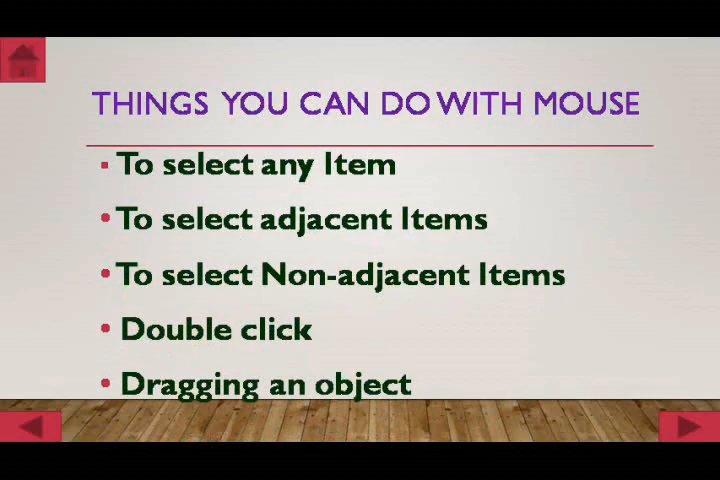 THINGS YOU CAN DO WITH MOUSE
To select any Item
To select adjacent Items
To select Non-adjacent Items
Double click
Dragging an object